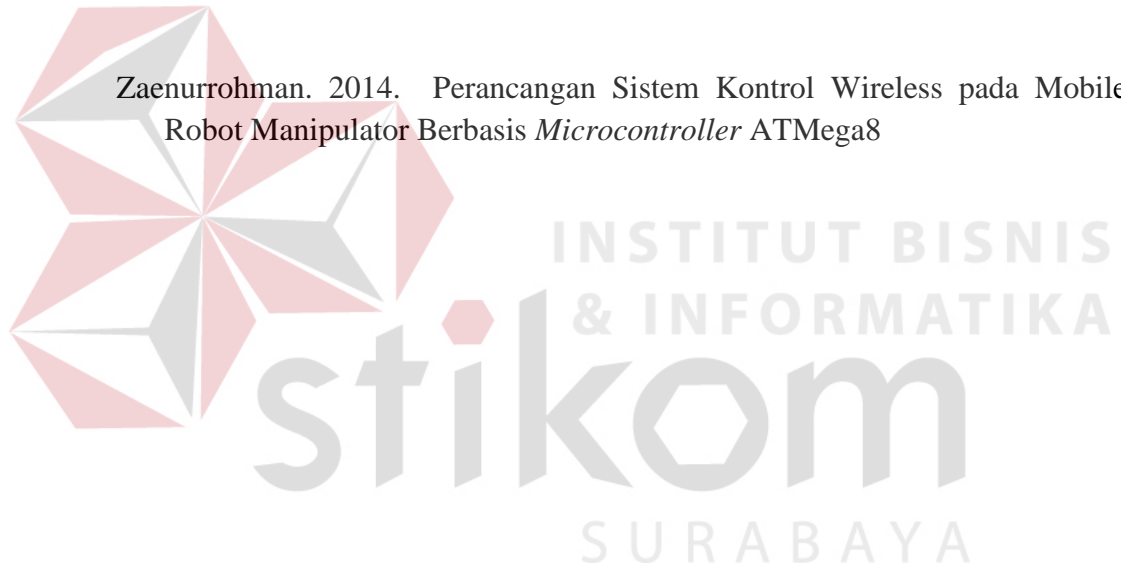 Zaenurrohman. 2014. Perancangan Sistem Kontrol Wireless pada Mobile
Robot Manipulator Berbasis Microcontroller ATMega8
INSTITUT BISNIS
& INFORMATIKA
stikom
SURABAYA